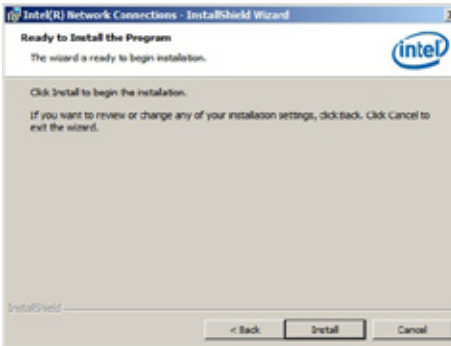 Intel(R) Network Connections - InstallShield Wizard
Ready to Install the Program
The wizard is ready to begin installation.
intel
Click Install to begin the installation.
If you want to review or change any of your installation settings, click Back. Click Cancel to
exit the wizard.
InstallShield
< Back
Install
Cancel